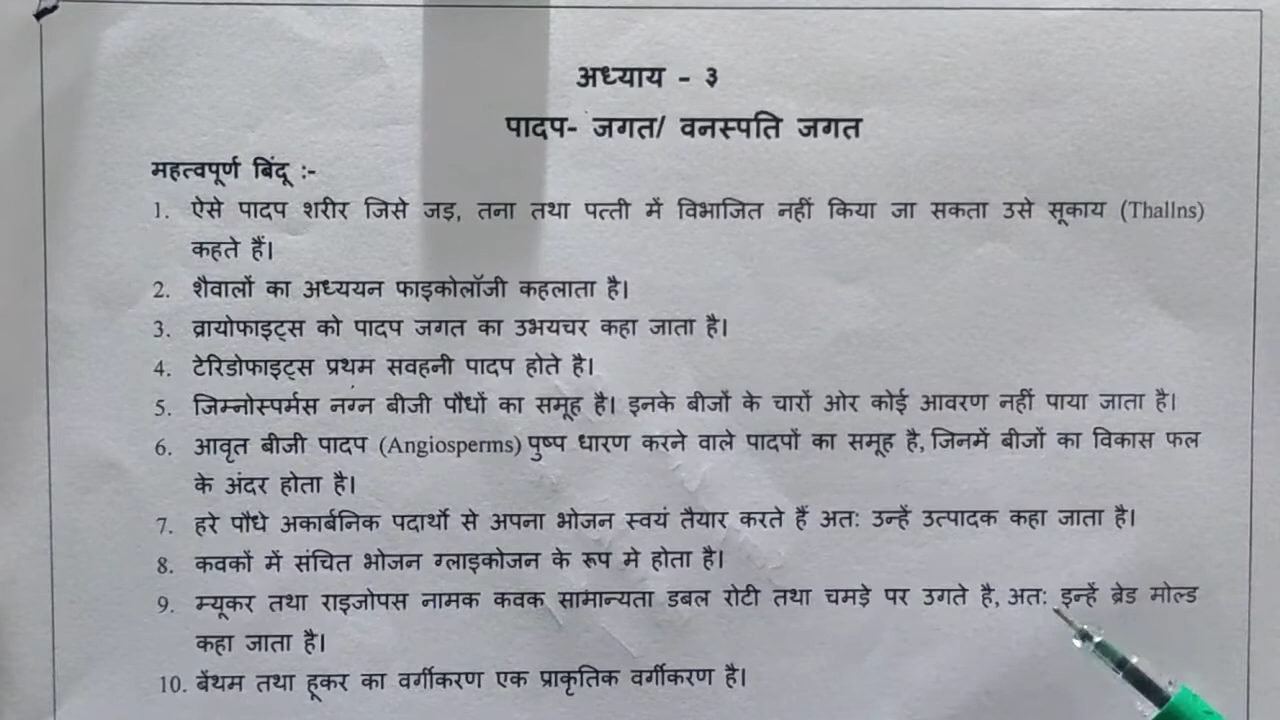 अध्याय - ३
पादप- जगत/ वनस्पति जगत
महत्वपूर्ण बिंदू :-
1. ऐसे पादप शरीर जिसे जड़, तना तथा पत्ती में विभाजित नहीं किया जा सकता उसे सूकाय (Thallns)
कहते हैं।
2. शैवालों का अध्ययन फाइकोलॉजी कहलाता है।
3. व्रायोफाइट्स को पादप जगत का उभयचर कहा जाता है।
4. टेरिडोफाइट्स प्रथम सवहनी पादप होते है।
5. जिम्नोस्पर्मस नग्न बीजी पौधों का समूह है। इनके बीजों के चारों ओर कोई आवरण नहीं पाया जाता है।
6. आवृत बीजी पादप (Angiosperms) पुष्प धारण करने वाले पादपों का समूह है, जिनमें बीजों का विकास फल
के अंदर होता है।
7. हरे पौधे अकार्बनिक पदार्थो से अपना भोजन स्वयं तैयार करते हैं अतः उन्हें उत्पादक कहा जाता है।
8. कवकों में संचित भोजन ग्लाइकोजन के रूप मे होता है।
9. म्यूकर तथा राइजोपस नामक कवक सामान्यता डबल रोटी तथा चमड़े पर उगते है, अतः इन्हें ब्रेड मोल्ड
कहा जाता है।
10. बेंथम तथा हूकर का वर्गीकरण एक प्राकृतिक वर्गीकरण है।